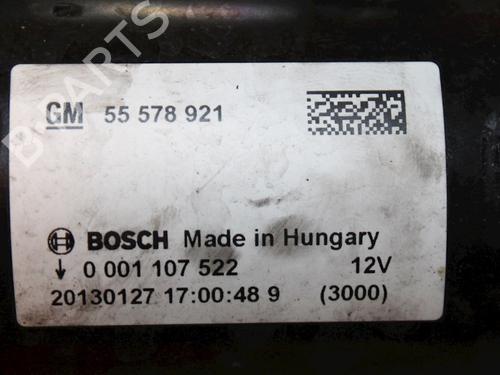 GM 55 578 921
BOSCH Made in Hungary
0 001 107 522 12V
20130127 17:00:48 9 (3000)
B-PARTS